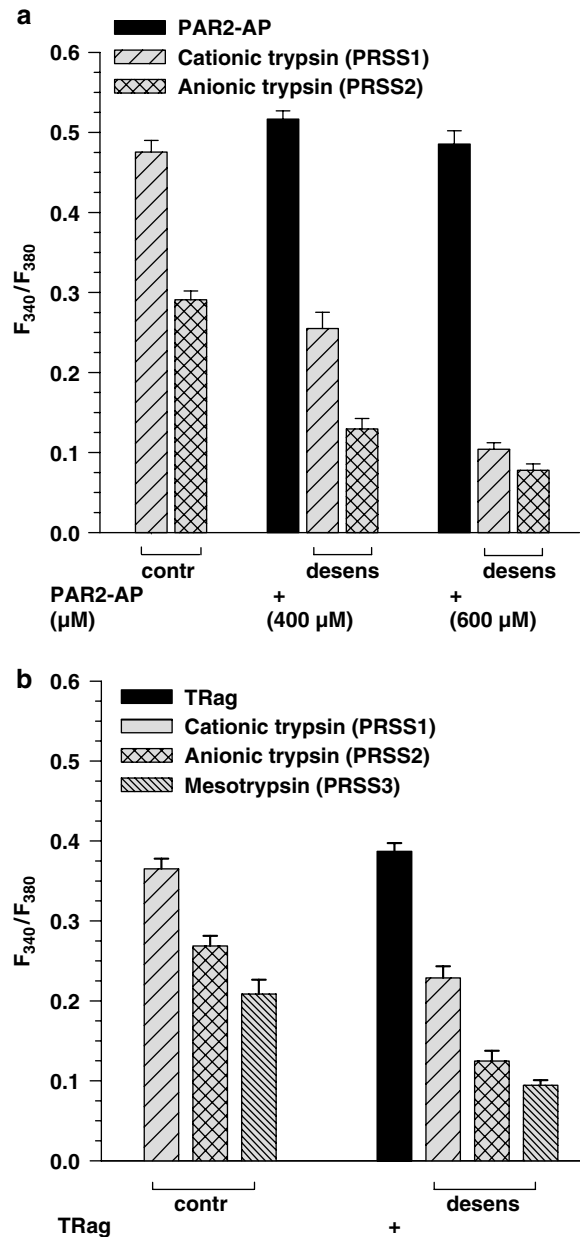 a
PAR2-AP
Cationic trypsin (PRSS1)
Anionic trypsin (PRSS2)
0.6
0.5
0.4
0.3
0.2
0.1
0.0
F340/F380
contr desens desens
PAR2-AP + +
(µM) (400 µM) (600 µM)
b
TRag
Cationic trypsin (PRSS1)
Anionic trypsin (PRSS2)
Mesotrypsin (PRSS3)
0.6
0.5
0.4
0.3
0.2
0.1
0.0
F340/F380
contr desens
TRag +